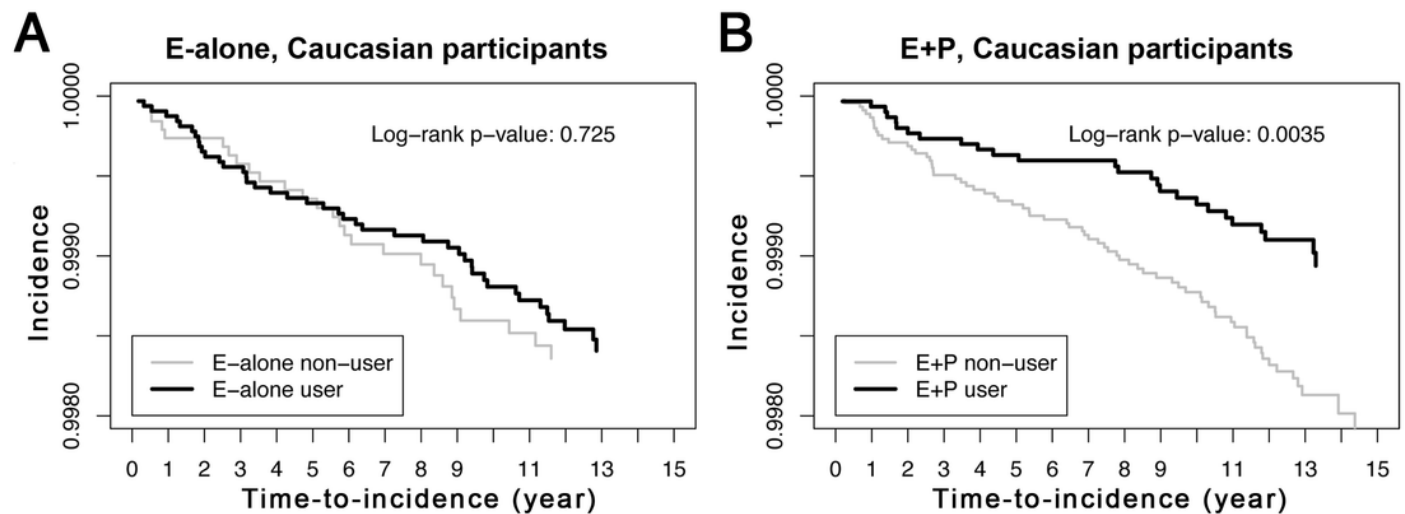 A
E-alone, Caucasian participants
Log-rank p-value: 0.725
1.0000
0.9990
0.9980
Incidence
E-alone non-user
E-alone user
0 1 2 3 4 5 6 7 8 9 11 13 15
Time-to-incidence (year)
B
E+P, Caucasian participants
Log-rank p-value: 0.0035
1.0000
0.9990
0.9980
Incidence
E+P non-user
E+P user
0 1 2 3 4 5 6 7 8 9 11 13 15
Time-to-incidence (year)